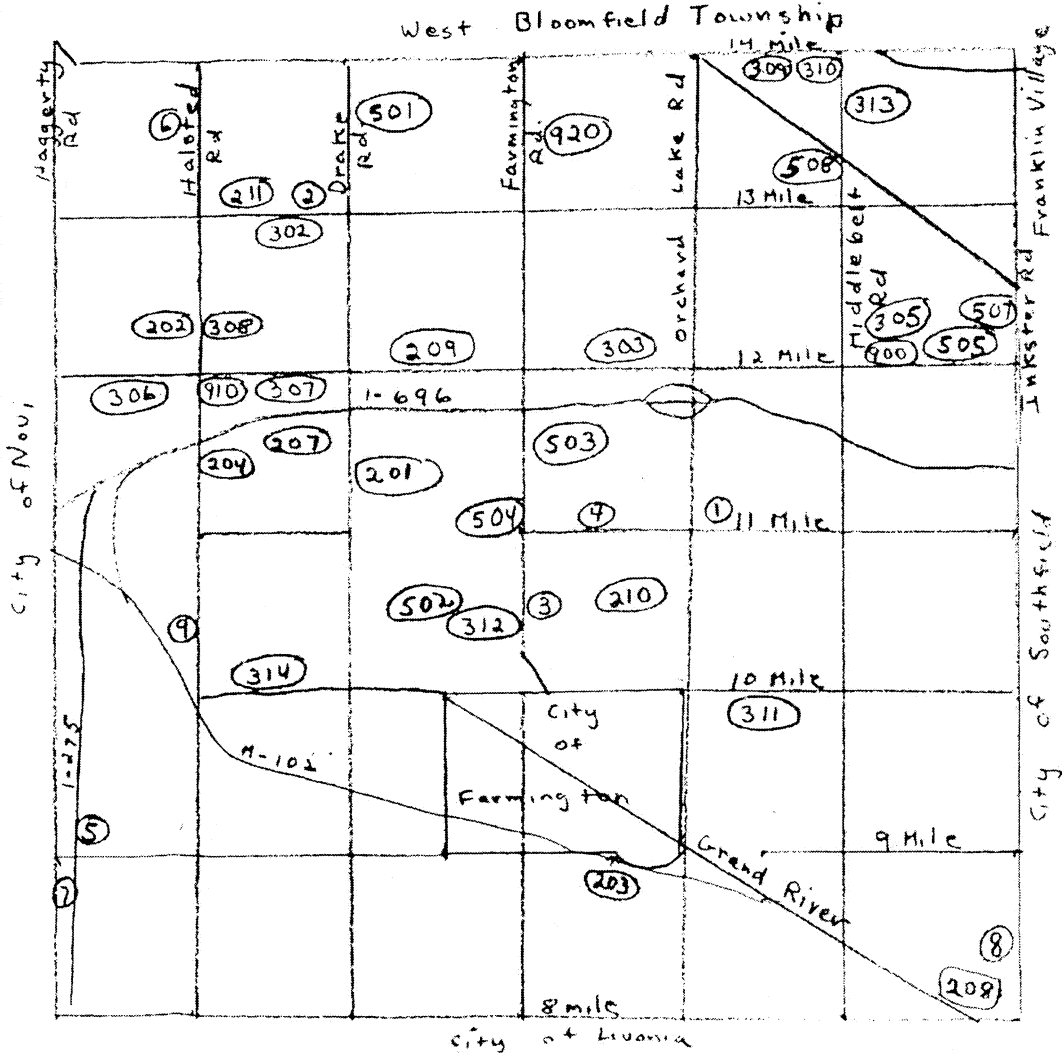 West Bloomfield Township
14 Mile
309 310
Haggerty Rd
Halsted Rd
Drake Rd.
Farmington Rd.
Lake Rd
Orchard
Middlebelt Rd
Franklin Village
Inkster Rd
6
501
920
313
508
211 2
13 Mile
302
202 308
209
303
305 507
12 Mile
900 505
306 910 307
I-696
207
204
201
503
504 4 1
11 Mile
City of Novi
502 312 3 210
9
314
10 Mile
311
City of Southfield
City
of
Farmington
I-275
M-102
5
9 Mile
Grand River
7
203
8
208
8 mile
City of Livonia